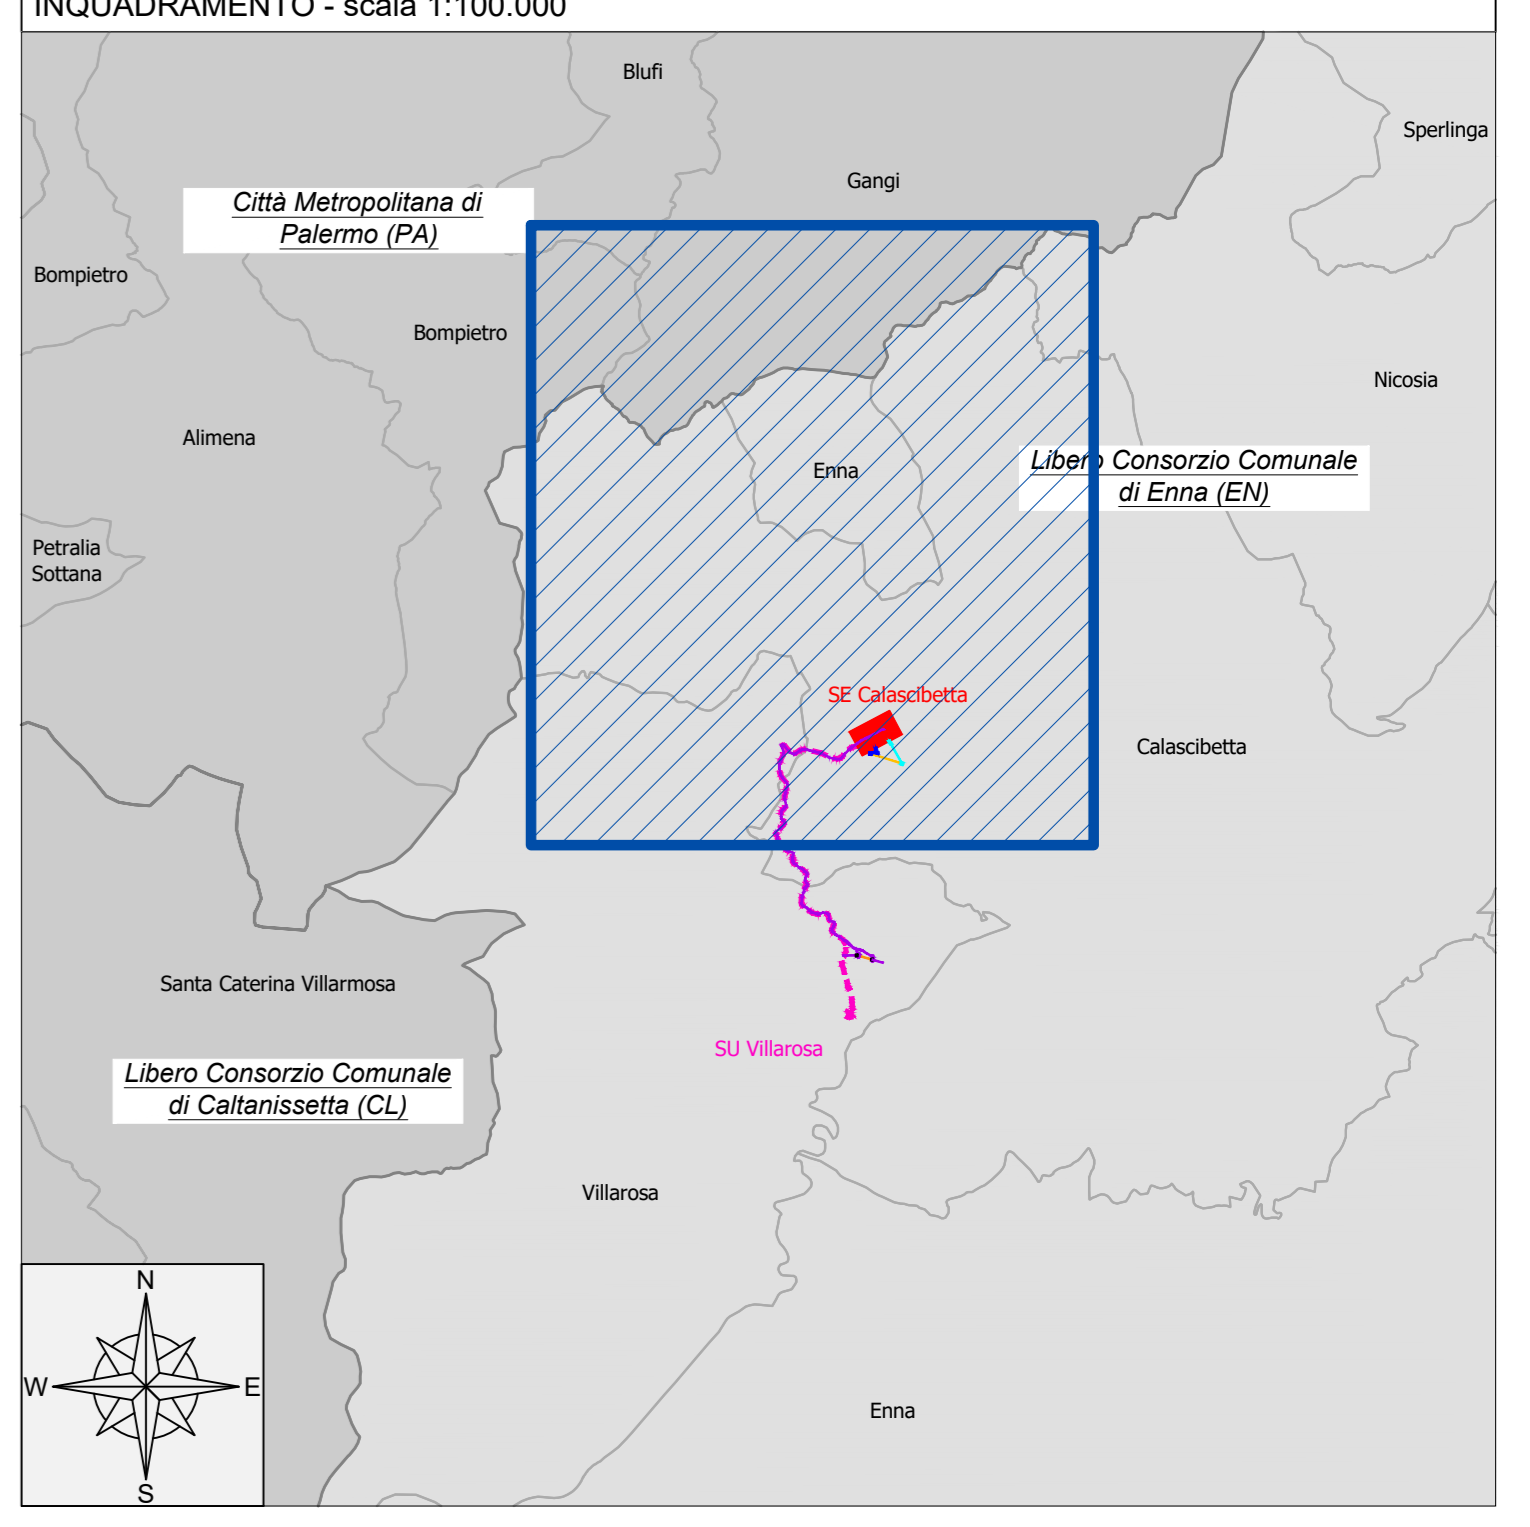 INQUADRAMENTO - scala 1:100.000
Blufi
Sperlinga
Gangi
Città Metropolitana di
Palermo (PA)
Bompietro
Bompietro
Nicosia
Alimena
Enna
Libero Consorzio Comunale
di Enna (EN)
Petralia
Sottana
SE Calascibetta
Calascibetta
Santa Caterina Villarmosa
SU Villarosa
Libero Consorzio Comunale
di Caltanissetta (CL)
Villarosa
N
W
E
S
Enna